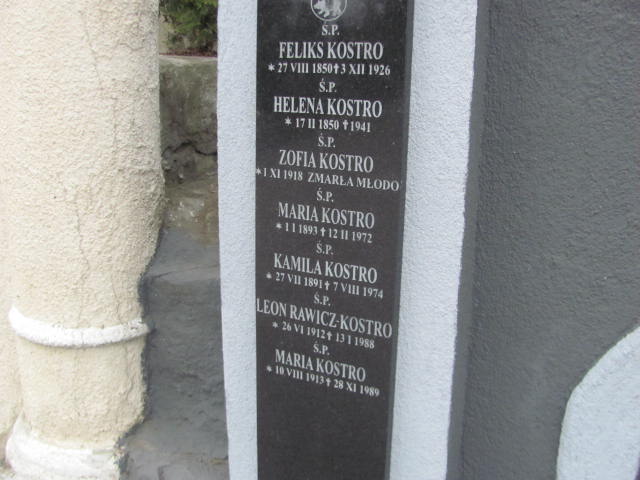 Ś.P.
FELIKS KOSTRO
* 27 VIII 1850 † 3 XII 1926
Ś.P.
HELENA KOSTRO
* 17 II 1850 † 1941
Ś.P.
ZOFIA KOSTRO
* 1 XI 1918 ZMARŁA MŁODO
Ś.P.
MARIA KOSTRO
* 1 I 1893 † 12 II 1972
Ś.P.
KAMILA KOSTRO
* 27 VII 1891 † 7 VIII 1974
Ś.P.
LEON RAWICZ-KOSTRO
* 26 VI 1912 † 13 I 1988
Ś.P.
MARIA KOSTRO
* 10 VIII 1913 † 28 XI 1989